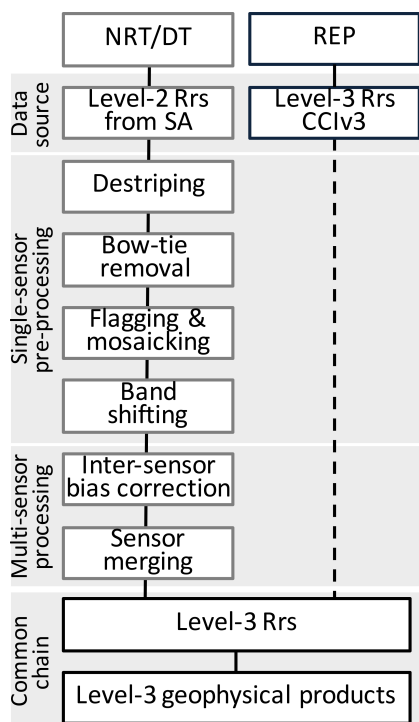 NRT/DT
REP
Data
source
Level-2 Rrs
from SA
Level-3 Rrs
CCIv3
Single-sensor
pre-processing
Destriping
Bow-tie
removal
Flagging &
mosaicking
Band
shifting
Multi-sensor
processing
Inter-sensor
bias correction
Sensor
merging
Common
chain
Level-3 Rrs
Level-3 geophysical products